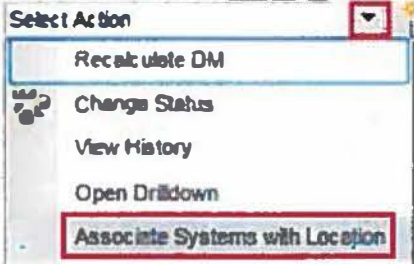 Select Action
Recalculate DM
Change Status
View History
Open Drilldown
Associate Systems with Location